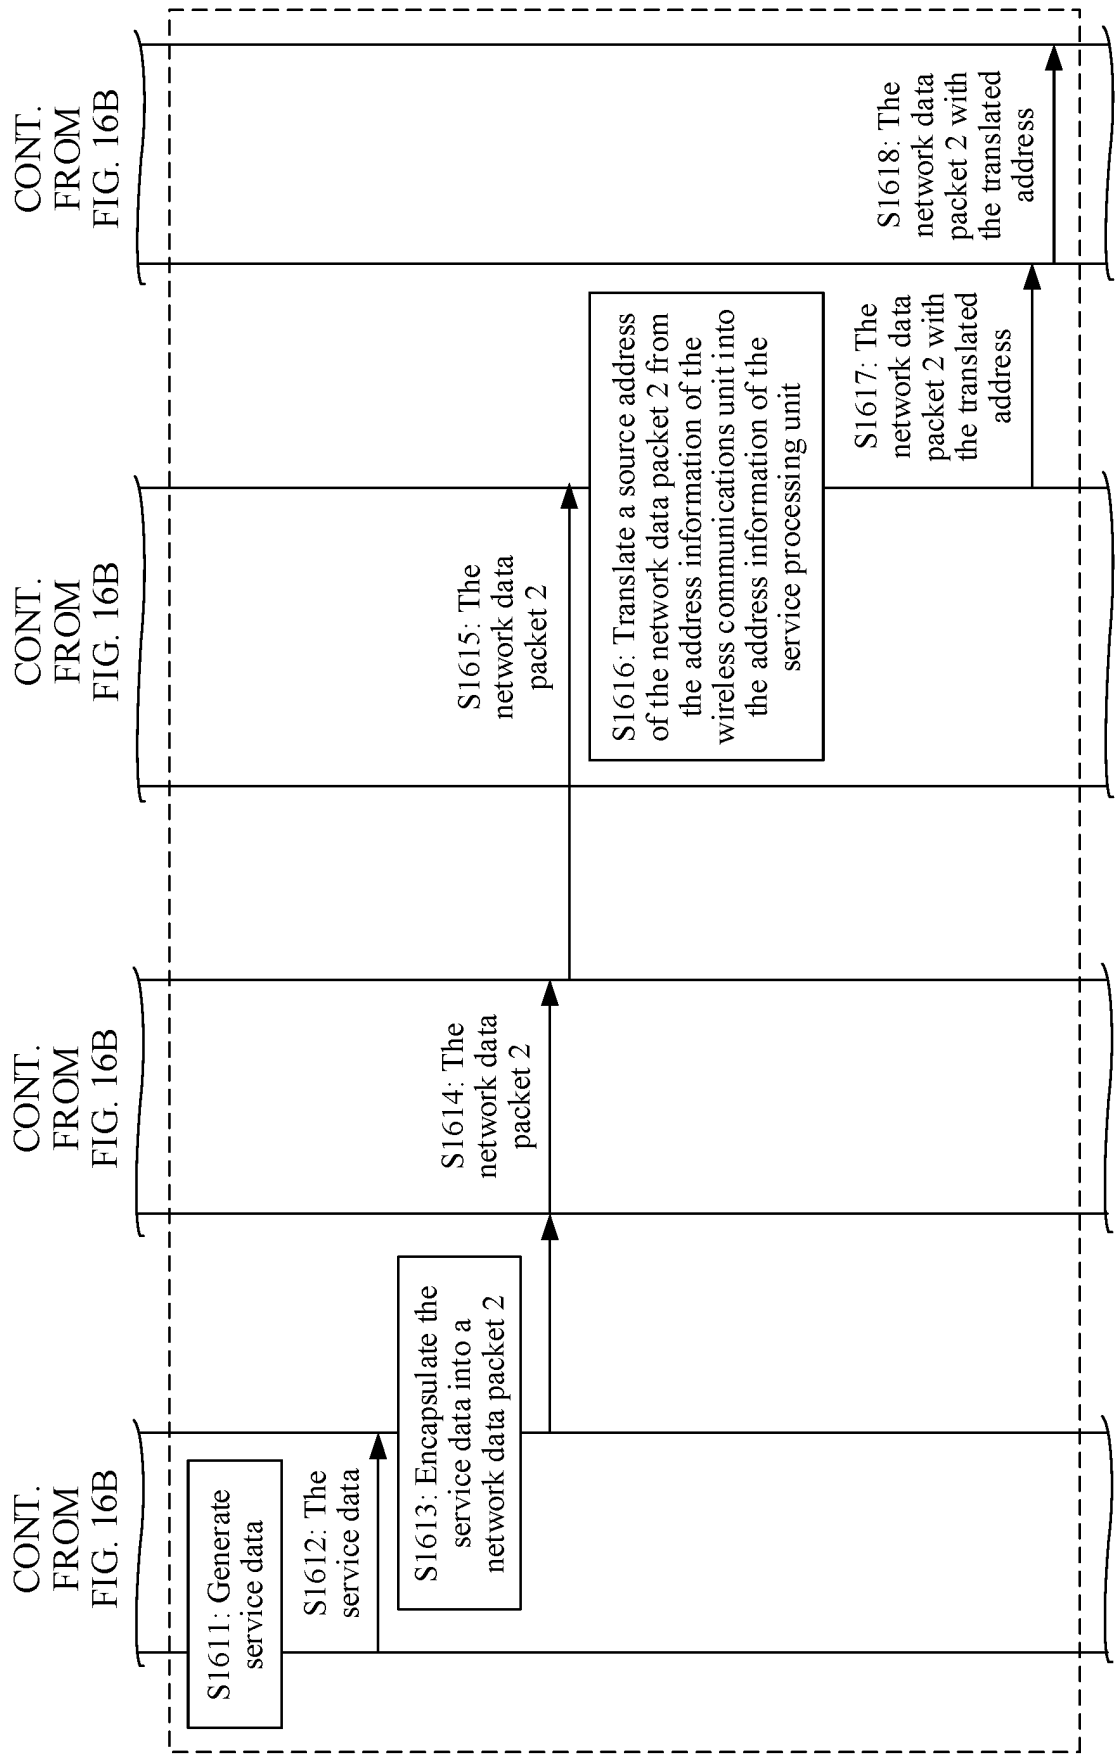 CONT.
FROM
FIG. 16B
CONT.
FROM
FIG. 16B
CONT.
FROM
FIG. 16B
CONT.
FROM
FIG. 16B
S1611: Generate
service data
S1612: The
service data
S1613: Encapsulate the
service data into a
network data packet 2
S1614: The
network data
packet 2
S1615: The
network data
packet 2
S1616: Translate a source address
of the network data packet 2 from
the address information of the
wireless communications unit into
the address information of the
service processing unit
S1617: The
network data
packet 2 with
the translated
address
S1618: The
network data
packet 2 with
the translated
address